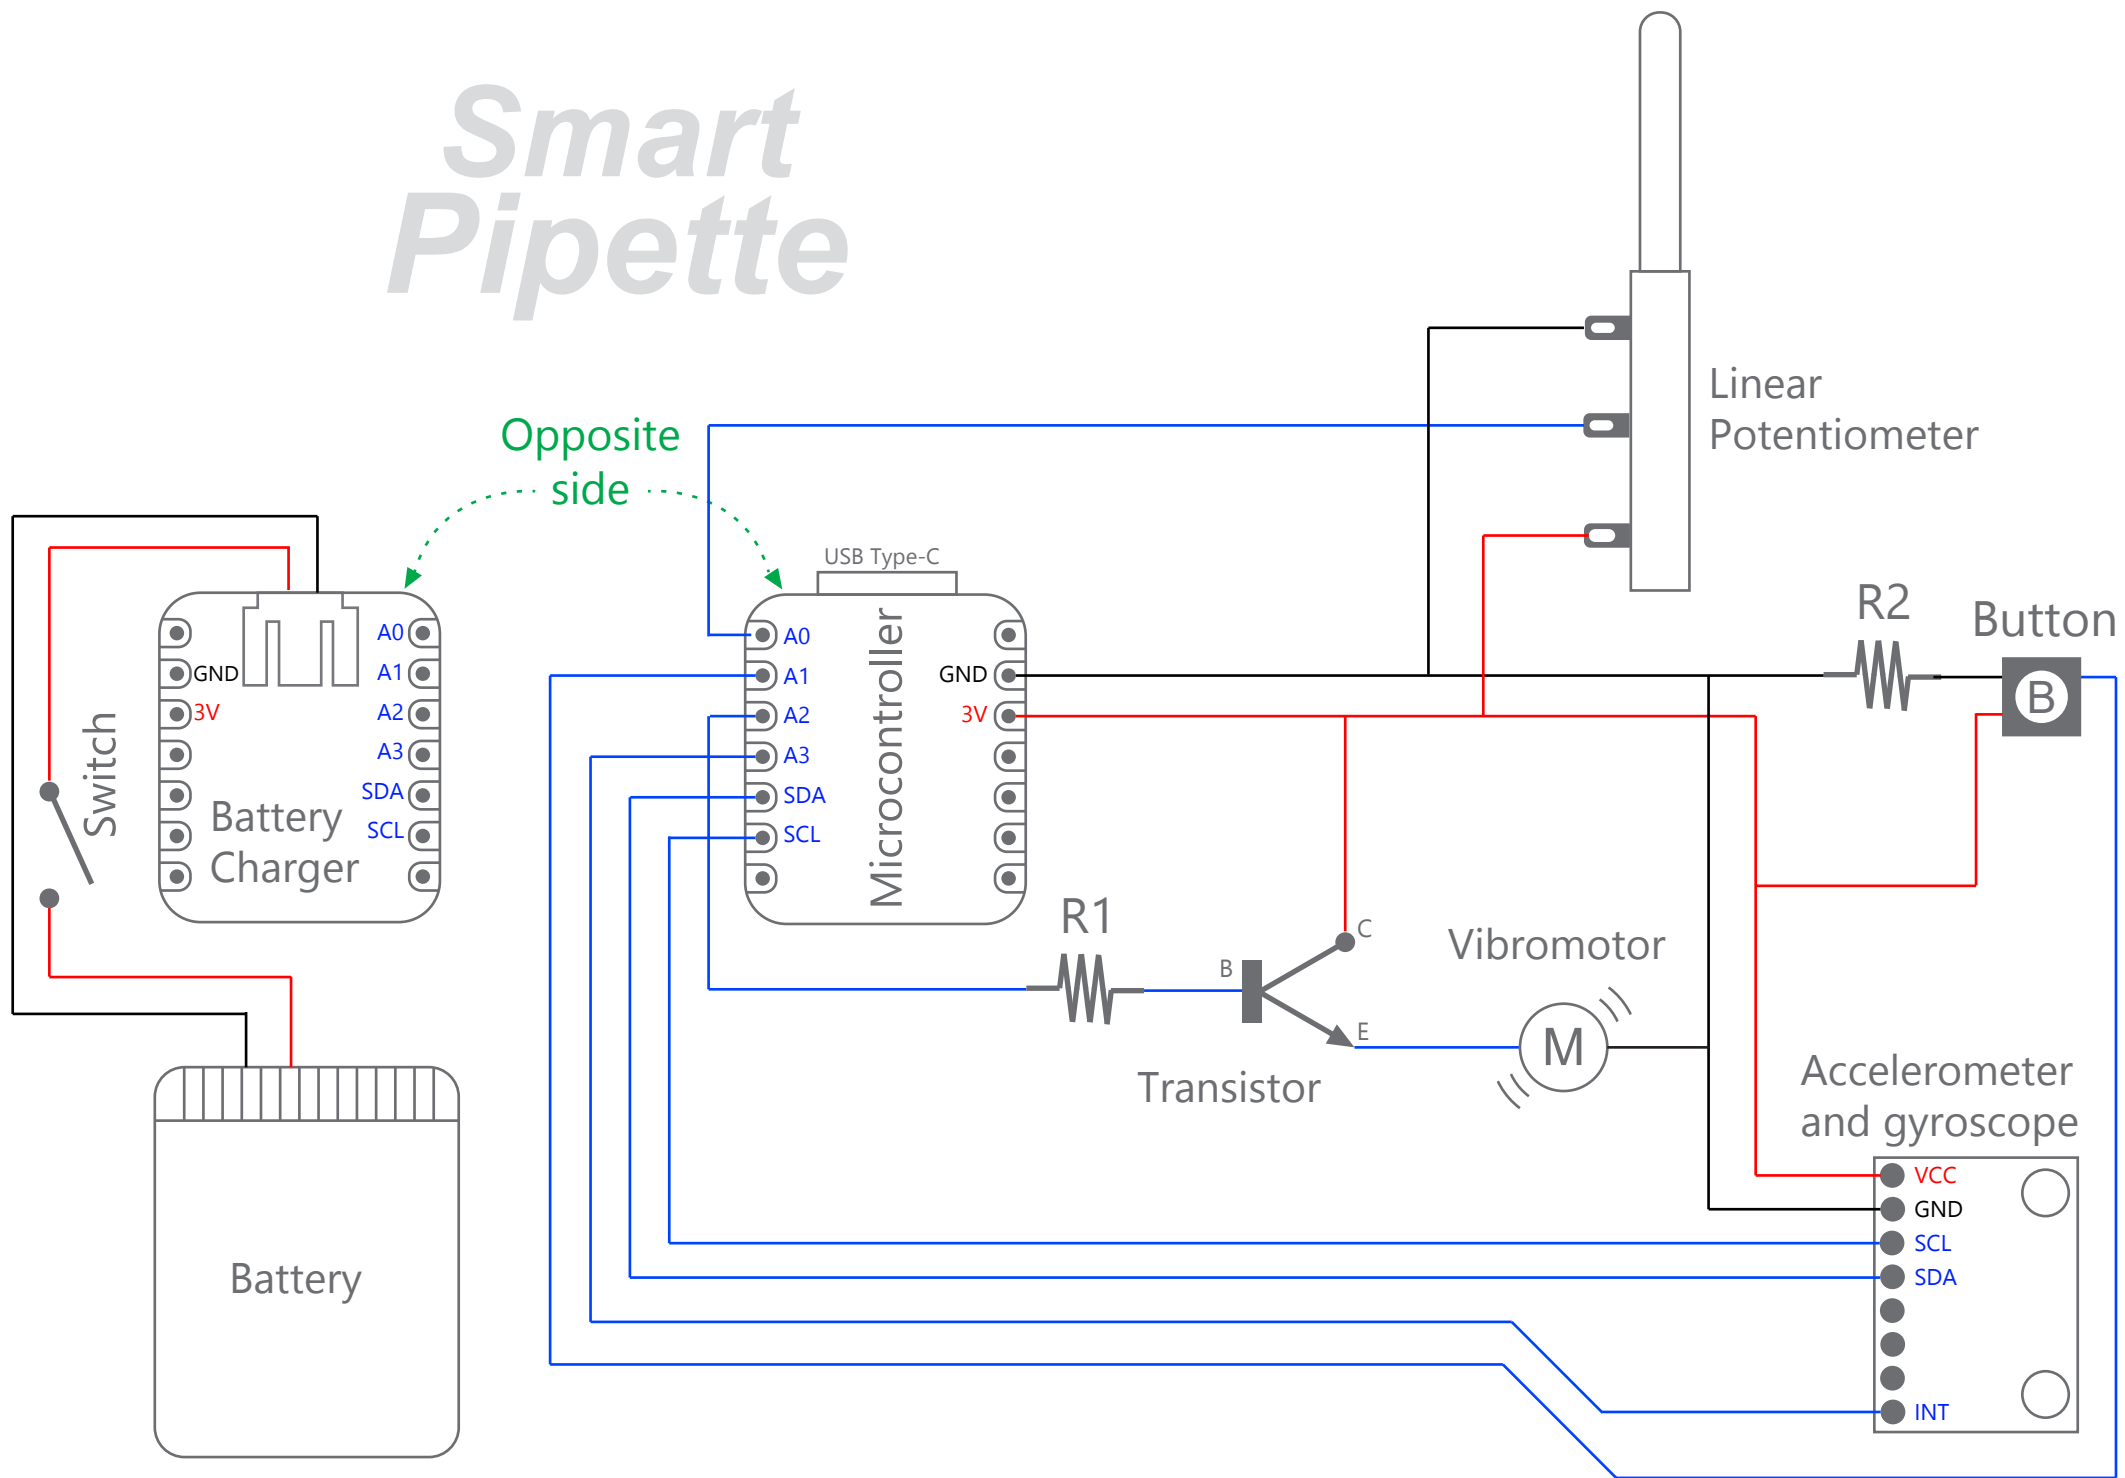 Smart
Pipette
Linear
Potentiometer
Opposite
side
USB Type-C
R2
Button
B
Switch
GND
3V
A0
A1
A2
A3
SDA
SCL
Battery
Charger
A0
A1
A2
A3
SDA
SCL
Microcontroller
GND
3V
R1
B
C
E
Transistor
Vibromotor
M
Accelerometer
and gyroscope
VCC
GND
SCL
SDA
INT
Battery